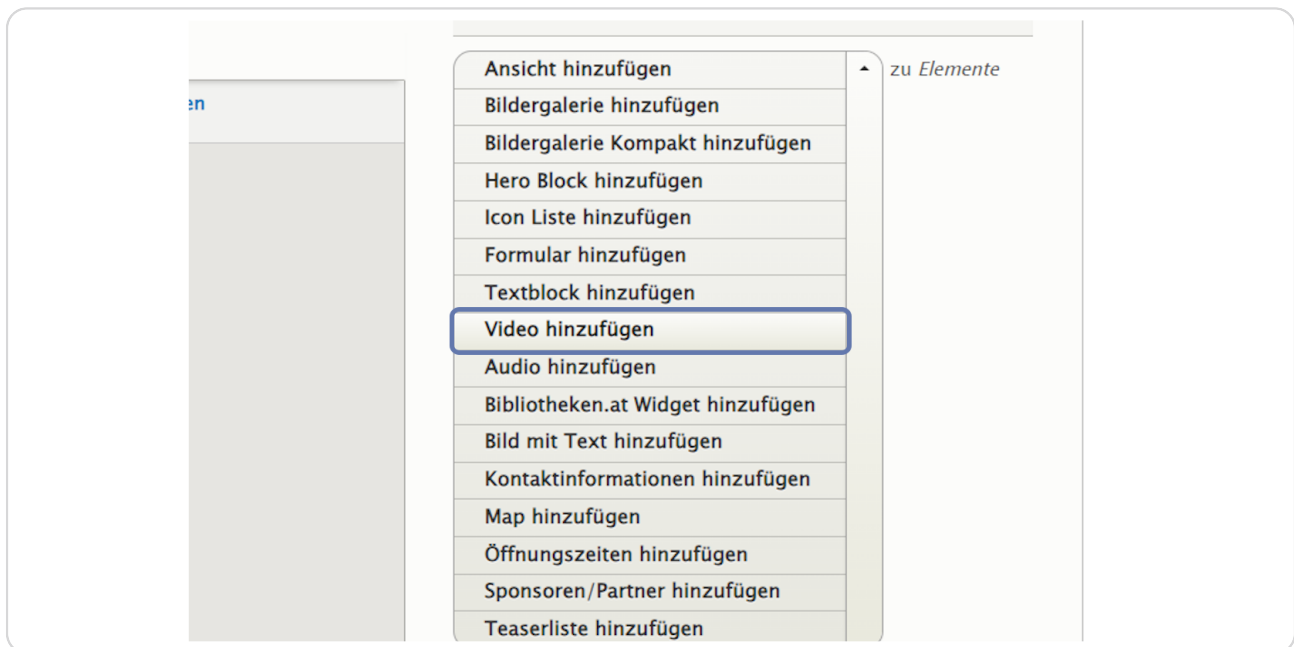 Ansicht hinzufügen
zu Elemente
en
Bildergalerie hinzufügen
Bildergalerie Kompakt hinzufügen
Hero Block hinzufügen
Icon Liste hinzufügen
Formular hinzufügen
Textblock hinzufügen
Video hinzufügen
Audio hinzufügen
Bibliotheken.at Widget hinzufügen
Bild mit Text hinzufügen
Kontaktinformationen hinzufügen
Map hinzufügen
Öffnungszeiten hinzufügen
Sponsoren/Partner hinzufügen
Teaserliste hinzufügen